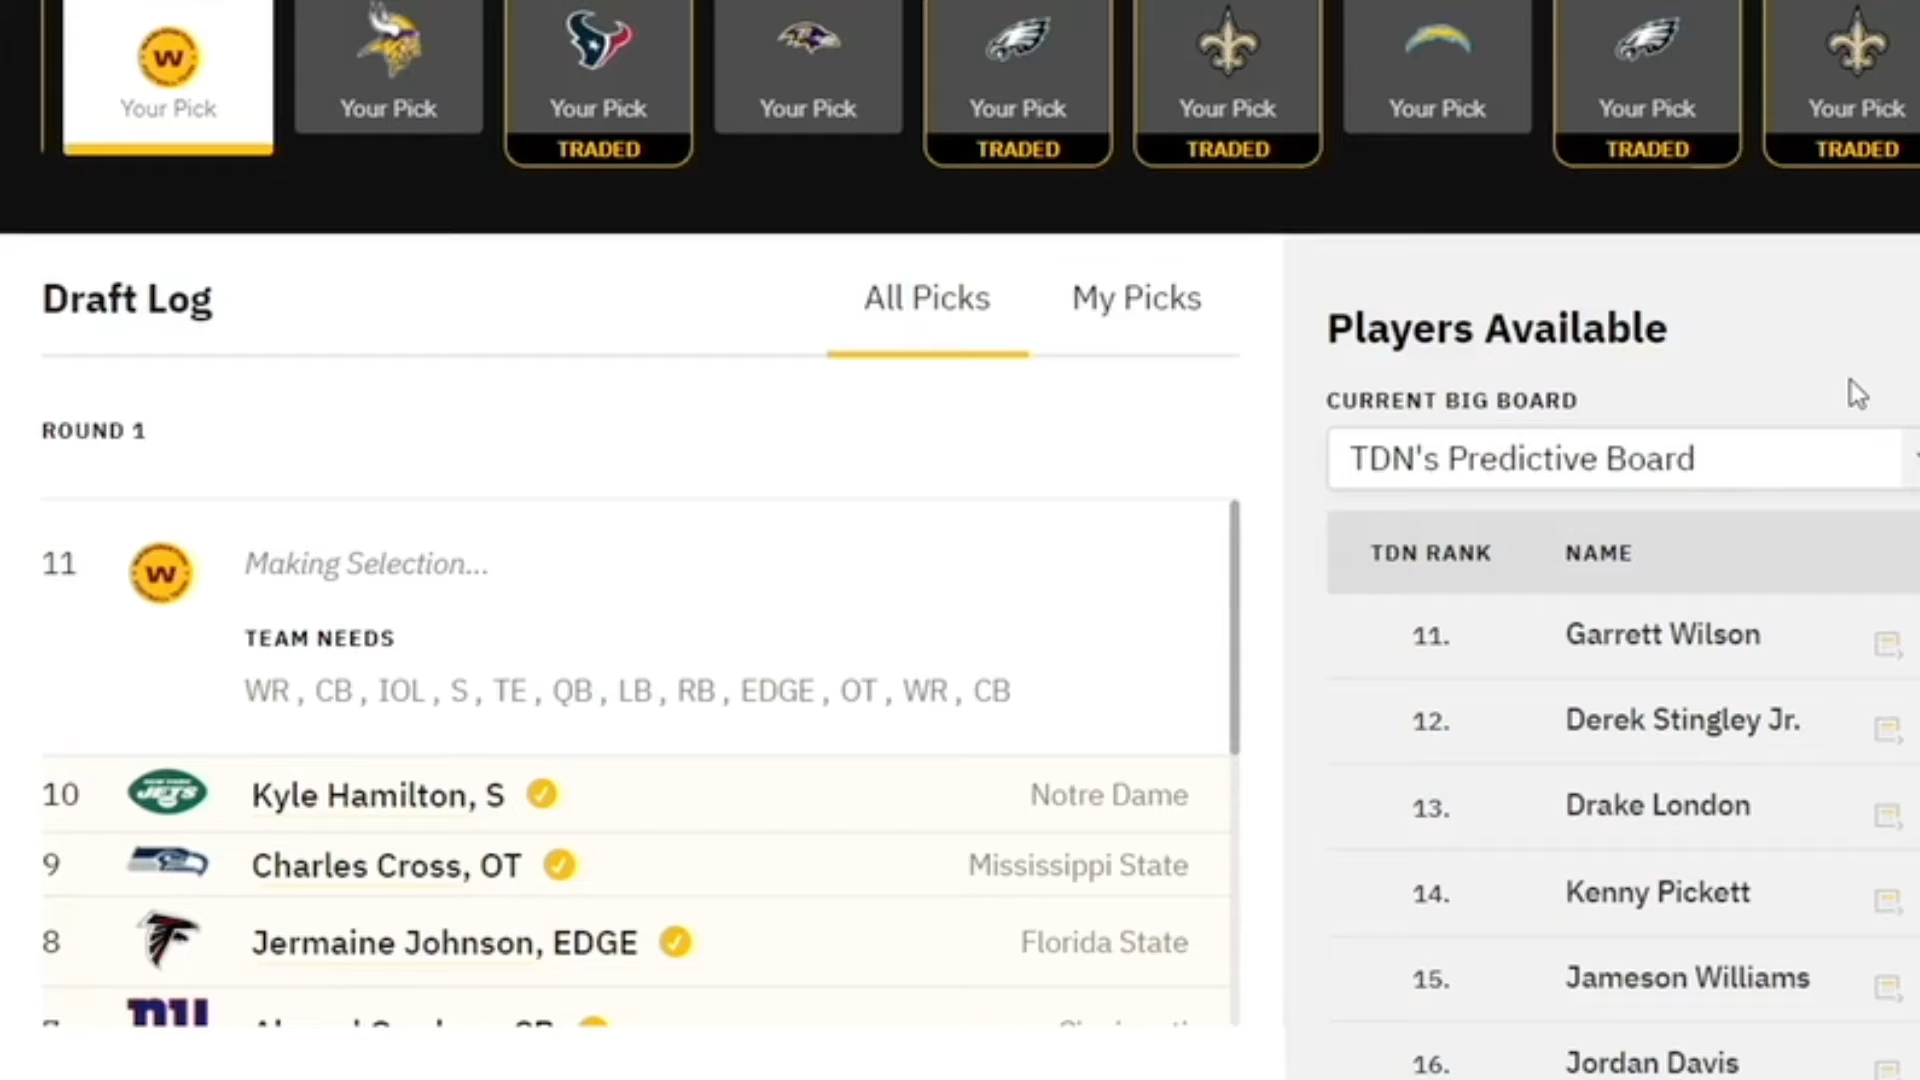 W
Your Pick
Your Pick
Your Pick
Your Pick
Your Pick
Your Pick
Your Pick
Your Pick
Your Pick
TRADED
TRADED
TRADED
TRADED
TRADED
Draft Log
All Picks
My Picks
Players Available
CURRENT BIG BOARD
TDN's Predictive Board
ROUND 1
TDN RANK
NAME
11
W
Making Selection...
TEAM NEEDS
WR , CB , IOL , S , TE , QB , LB , RB , EDGE , OT , WR , CB
10
JETS
Kyle Hamilton, S
Notre Dame
9
Charles Cross, OT
Mississippi State
8
Jermaine Johnson, EDGE
Florida State
11.
Garrett Wilson
12.
Derek Stingley Jr.
13.
Drake London
14.
Kenny Pickett
15.
Jameson Williams
16.
Jordan Davis